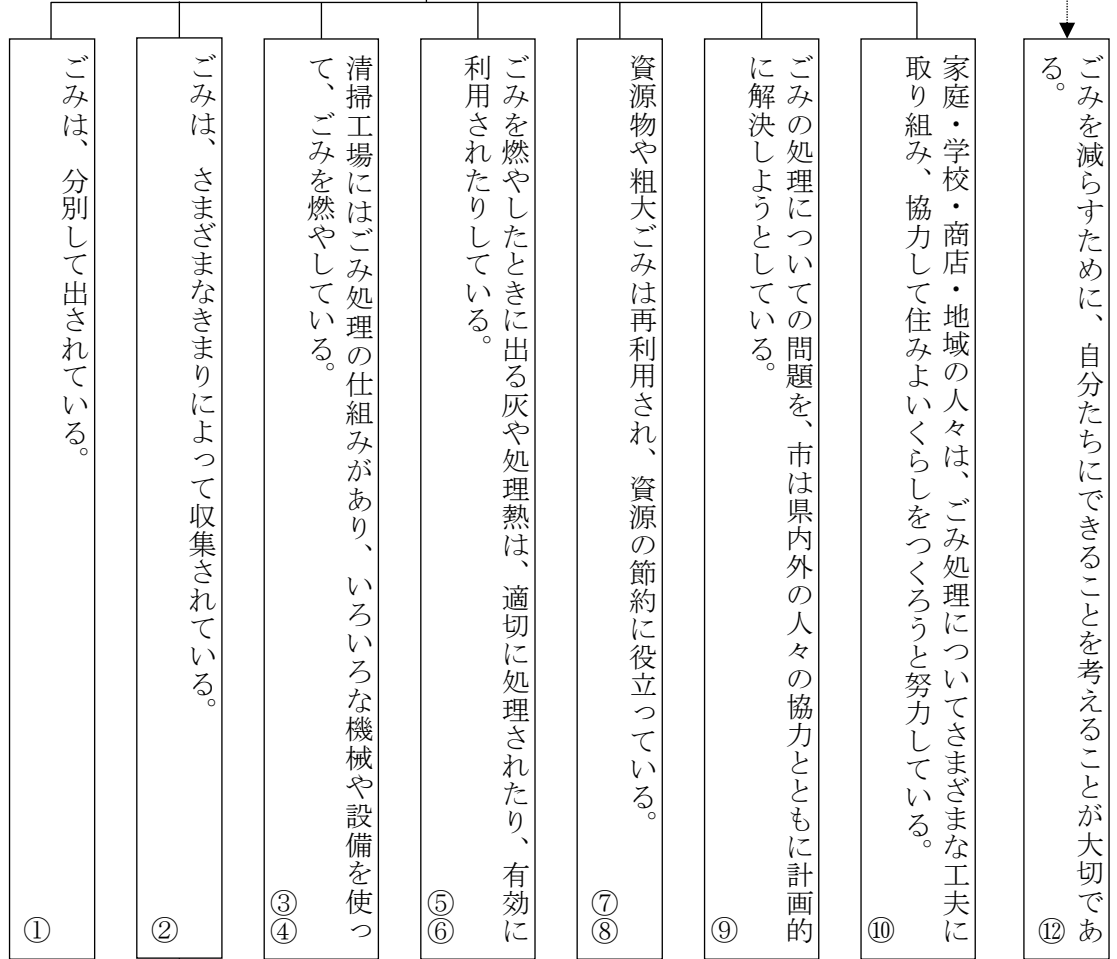 ごみを減らすために、自分たちにできることを考えることが大切であ
る。
⑫
家庭・学校・商店・地域の人々は、ごみ処理についてさまざまな工夫に
取り組み、協力して住みよいくらしをつくろうと努力している。
⑩
ごみの処理についての問題を、市は県内外の人々の協力とともに計画的
に解決しようとしている。
⑨
資源物や粗大ごみは再利用され、資源の節約に役立っている。
⑦
⑧
ごみを燃やしたときに出る灰や処理熱は、適切に処理されたり、有効に
利用されたりしている。
⑤
⑥
清掃工場にはごみ処理の仕組みがあり、いろいろな機械や設備を使っ
て、ごみを燃やしている。
③
④
ごみは、さまざまなきまりによって収集されている。
②
ごみは、分別して出されている。
①